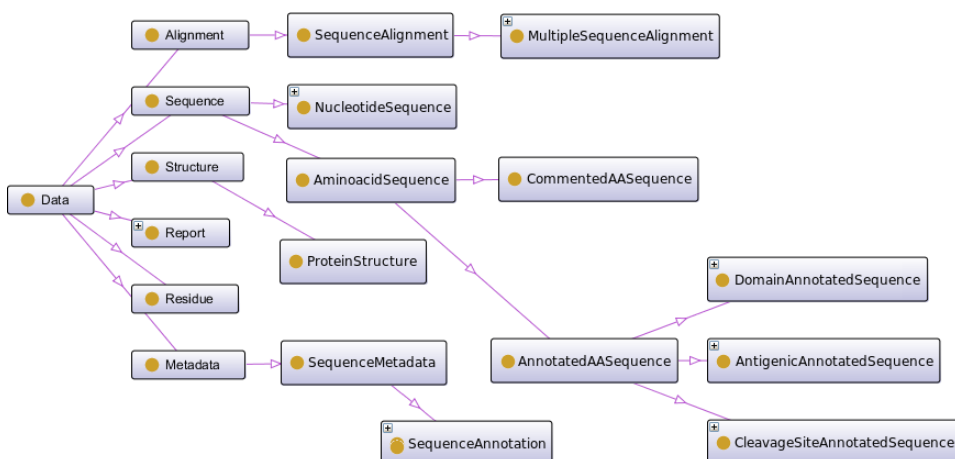 Alignment
SequenceAlignment
MultipleSequenceAlignment
Sequence
NucleotideSequence
Structure
AminoacidSequence
CommentedAASequence
Data
Report
ProteinStructure
Residue
DomainAnnotatedSequence
Metadata
SequenceMetadata
AnnotatedAASequence
AntigenicAnnotatedSequence
SequenceAnnotation
CleavageSiteAnnotatedSequence